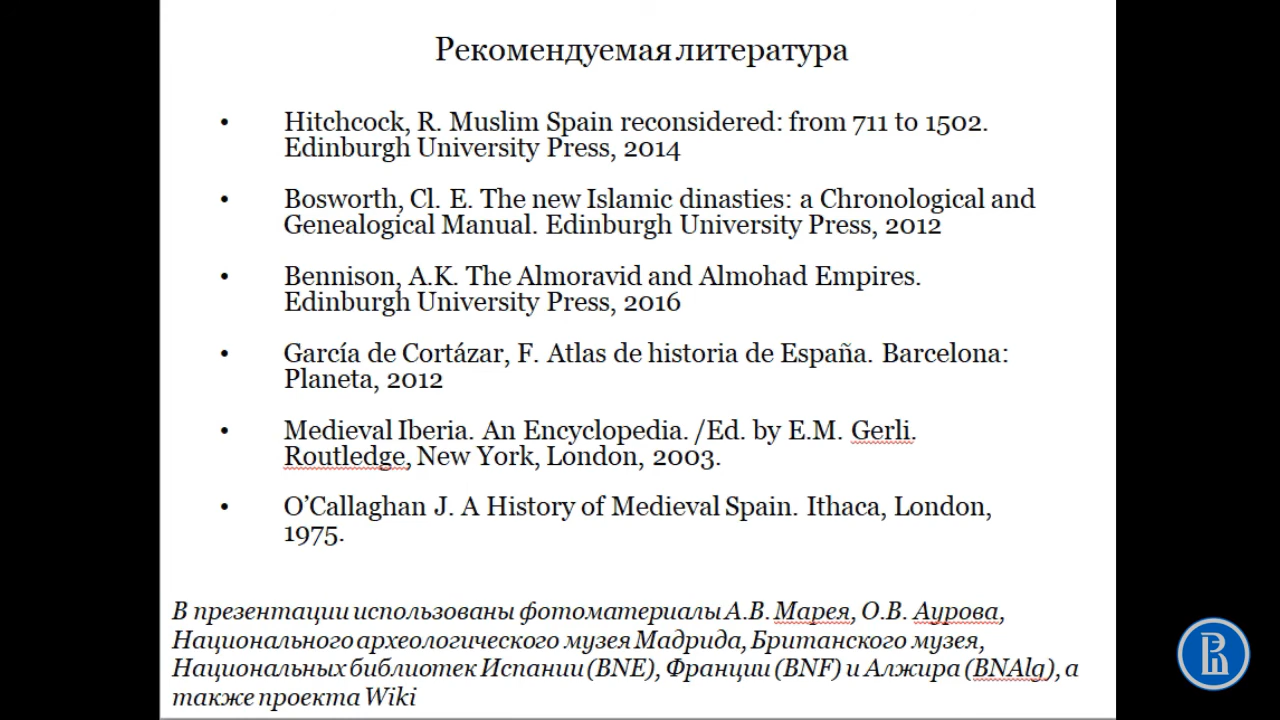 Рекомендуемая литература
• Hitchcock, R. Muslim Spain reconsidered: from 711 to 1502.
Edinburgh University Press, 2014
• Bosworth, Cl. E. The new Islamic dinasties: a Chronological and
Genealogical Manual. Edinburgh University Press, 2012
• Bennison, A.K. The Almoravid and Almohad Empires.
Edinburgh University Press, 2016
• García de Cortázar, F. Atlas de historia de España. Barcelona:
Planeta, 2012
• Medieval Iberia. An Encyclopedia. /Ed. by E.M. Gerli.
Routledge, New York, London, 2003.
• O’Callaghan J. A History of Medieval Spain. Ithaca, London,
1975.
В презентации использованы фотоматериалы А.В. Марея, О.В. Аурова,
Национального археологического музея Мадрида, Британского музея,
Национальных библиотек Испании (BNE), Франции (BNF) и Алжира (BNAlg), а
также проекта Wiki